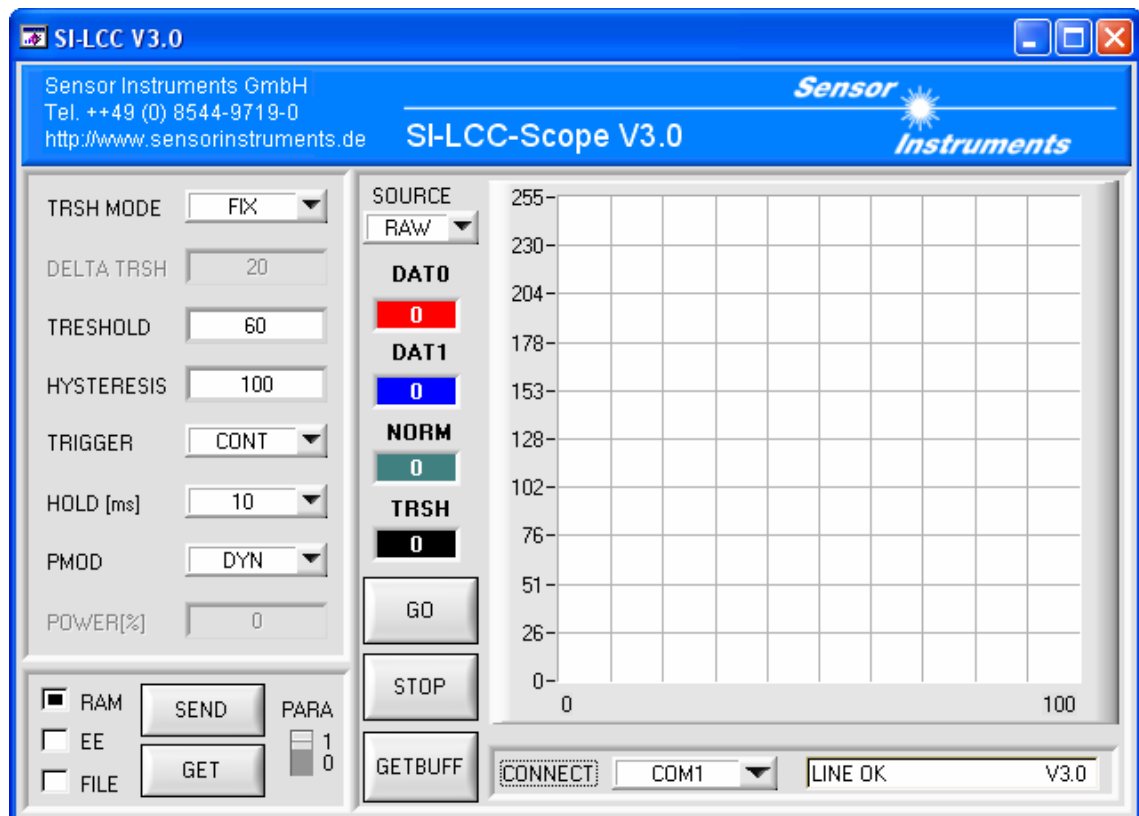 SI-LCC V3.0
Sensor Instruments GmbH
Tel. ++49 (0) 8544-9719-0
http://www.sensorinstruments.de
SI-LCC-Scope V3.0
Sensor
Instruments
TRSH MODE FIX
DELTA TRSH 20
TRESHOLD 60
HYSTERESIS 100
TRIGGER CONT
HOLD [ms] 10
PMOD DYN
POWER[%] 0
RAM
EE
FILE
SEND
GET
PARA
1
0
SOURCE
RAW
DAT0
0
DAT1
0
NORM
0
TRSH
0
GO
STOP
GETBUFF
255
230
204
178
153
128
102
76
51
26
0
0 100
CONNECT COM1 LINE OK V3.0